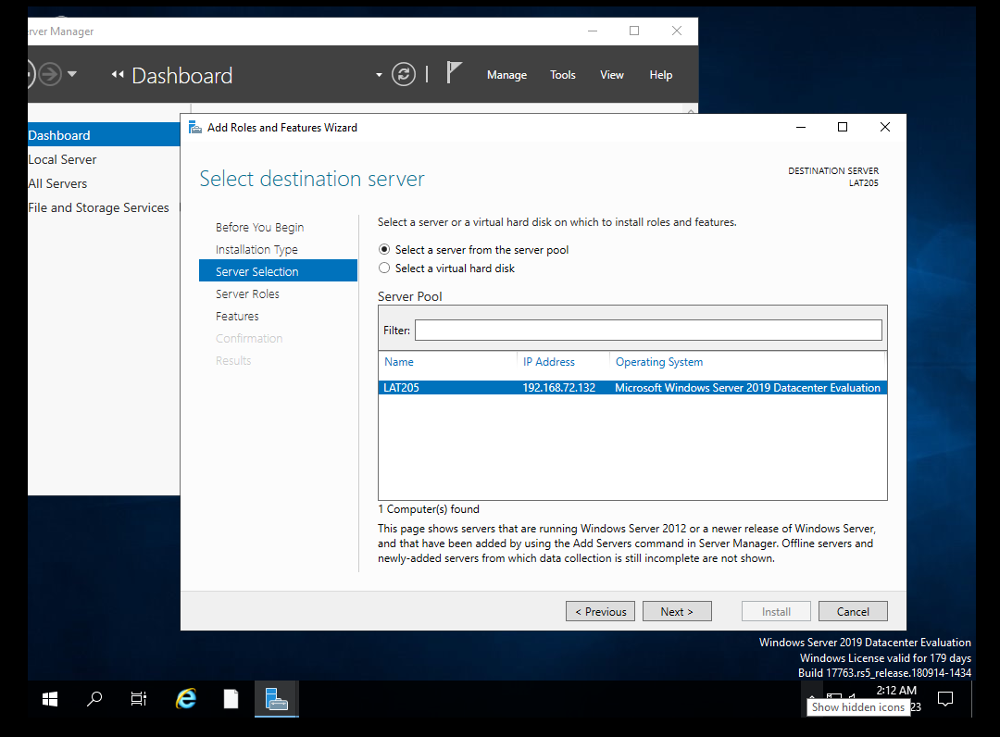 erver Manager
Dashboard
Manage Tools View Help
Dashboard
Local Server
All Servers
File and Storage Services
Add Roles and Features Wizard
Select destination server
DESTINATION SERVER
LAT205
Before You Begin
Installation Type
Server Selection
Server Roles
Features
Confirmation
Results
Select a server or a virtual hard disk on which to install roles and features.
Select a server from the server pool
Select a virtual hard disk
Server Pool
Filter:
Name IP Address Operating System
LAT205 192.168.72.132 Microsoft Windows Server 2019 Datacenter Evaluation
1 Computer(s) found
This page shows servers that are running Windows Server 2012 or a newer release of Windows Server,
and that have been added by using the Add Servers command in Server Manager. Offline servers and
newly-added servers from which data collection is still incomplete are not shown.
< Previous Next > Install Cancel
Windows Server 2019 Datacenter Evaluation
Windows License valid for 179 days
Build 17763.rs5_release.180914-1434
2:12 AM
23
Show hidden icons